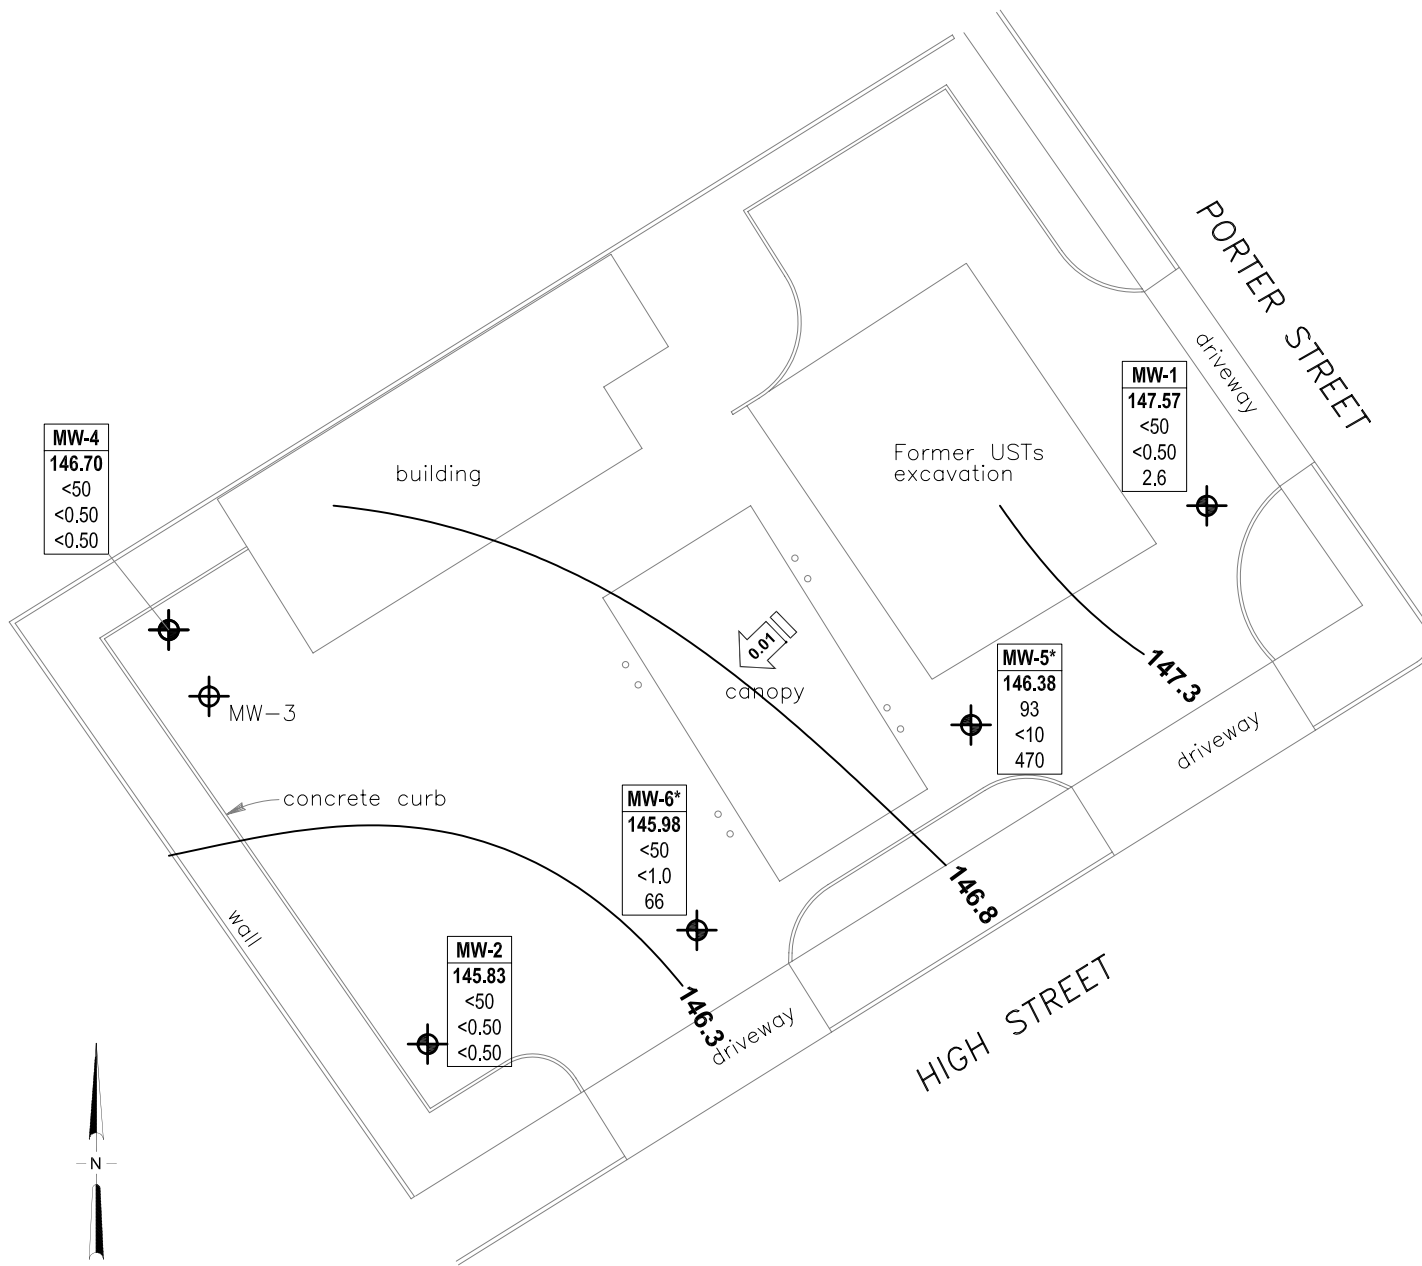 PORTER STREET
driveway
MW-1
147.57
<50
<0.50
2.6
MW-4
146.70
<50
<0.50
<0.50
building
Former USTs
excavation
0.01
canopy
MW-5*
146.38
93
<10
470
147.3
MW-3
driveway
concrete curb
MW-6*
145.98
<50
<1.0
66
146.8
wall
MW-2
145.83
<50
<0.50
<0.50
146.3
driveway
HIGH STREET
N